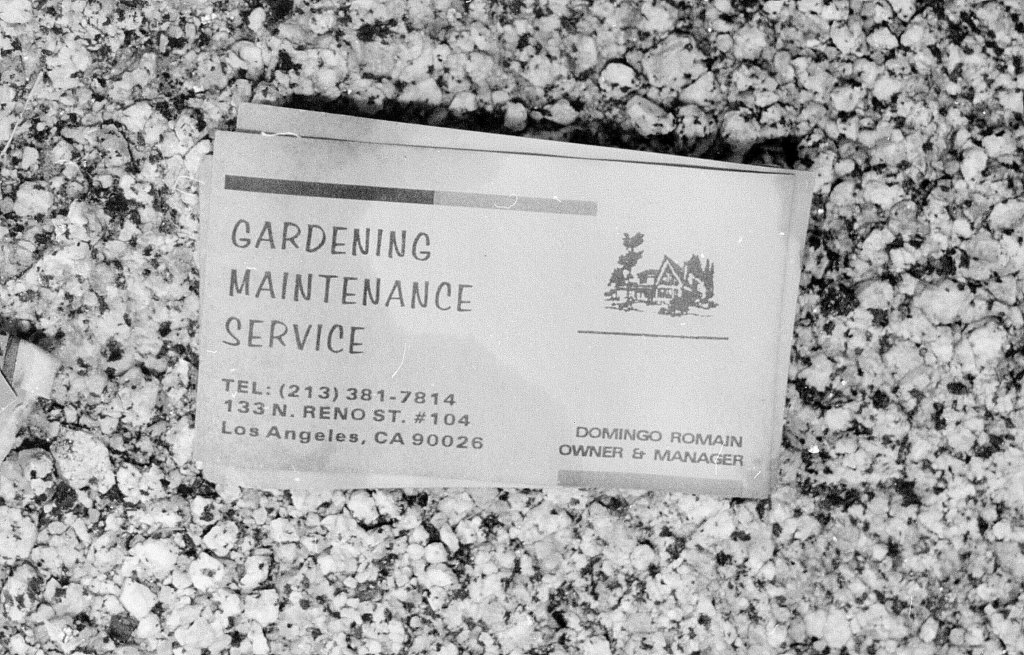 GARDENING
MAINTENANCE
SERVICE
TEL: (213) 381-7814
133 N. RENO ST. #104
Los Angeles, CA 90026
DOMINGO ROMAIN
OWNER & MANAGER